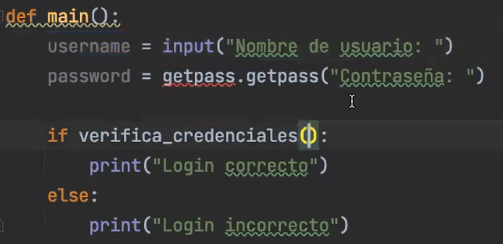 def main():
    username = input("Nombre de usuario: ")
    password = getpass.getpass("Contraseña: ")
    if verifica_credenciales():
        print("Login correcto")
    else:
        print("Login incorrecto")